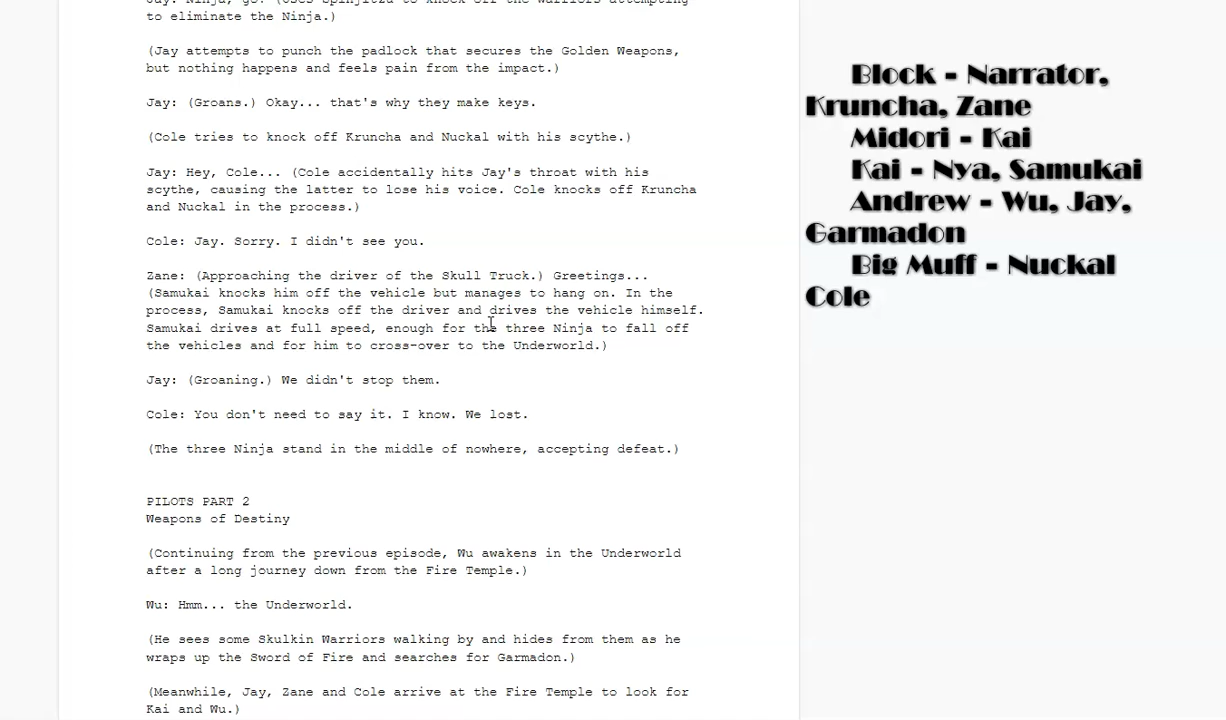 Jay: Ninja, go! (Uses Spinjitzu to knock off the warriors attempting
to eliminate the Ninja.)
(Jay attempts to punch the padlock that secures the Golden Weapons,
but nothing happens and feels pain from the impact.)
Jay: (Groans.) Okay... that's why they make keys.
(Cole tries to knock off Kruncha and Nuckal with his scythe.)
Jay: Hey, Cole... (Cole accidentally hits Jay's throat with his
scythe, causing the latter to lose his voice. Cole knocks off Kruncha
and Nuckal in the process.)
Cole: Jay. Sorry. I didn't see you.
Zane: (Approaching the driver of the Skull Truck.) Greetings...
(Samukai knocks him off the vehicle but manages to hang on. In the
process, Samukai knocks off the driver and drives the vehicle himself.
Samukai drives at full speed, enough for the three Ninja to fall off
the vehicles and for him to cross-over to the Underworld.)
Jay: (Groaning.) We didn't stop them.
Cole: You don't need to say it. I know. We lost.
(The three Ninja stand in the middle of nowhere, accepting defeat.)
PILOTS PART 2
Weapons of Destiny
(Continuing from the previous episode, Wu awakens in the Underworld
after a long journey down from the Fire Temple.)
Wu: Hmm... the Underworld.
(He sees some Skulkin Warriors walking by and hides from them as he
wraps up the Sword of Fire and searches for Garmadon.)
(Meanwhile, Jay, Zane and Cole arrive at the Fire Temple to look for
Kai and Wu.)
Block - Narrator,
Kruncha, Zane
Midori - Kai
Kai - Nya, Samukai
Andrew - Wu, Jay,
Garmadon
Big Muff - Nuckal
Cole